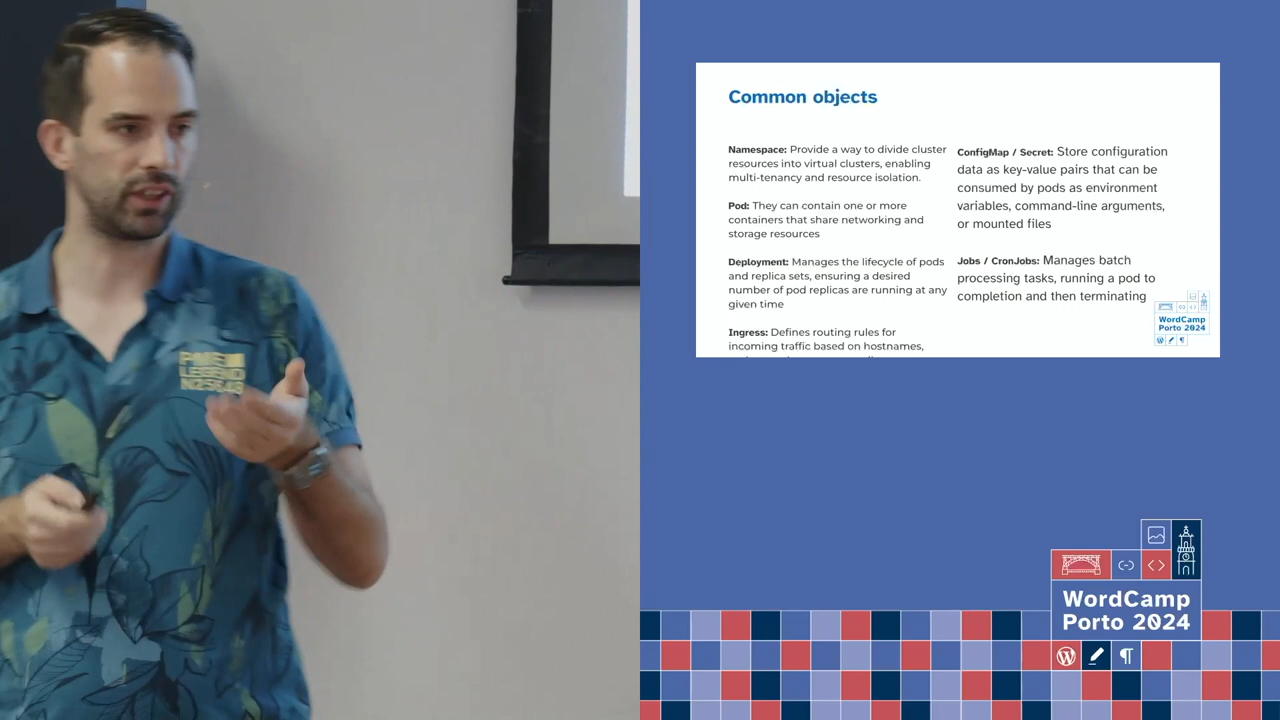 Common objects
Namespace: Provide a way to divide cluster
resources into virtual clusters, enabling
multi-tenancy and resource isolation.
Pod: They can contain one or more
containers that share networking and
storage resources
Deployment: Manages the lifecycle of pods
and replica sets, ensuring a desired
number of pod replicas are running at any
given time
Ingress: Defines routing rules for
incoming traffic based on hostnames,
ConfigMap / Secret: Store configuration
data as key-value pairs that can be
consumed by pods as environment
variables, command-line arguments,
or mounted files
Jobs / CronJobs: Manages batch
processing tasks, running a pod to
completion and then terminating
WordCamp
Porto 2024
WordCamp
Porto 2024
LEGEND